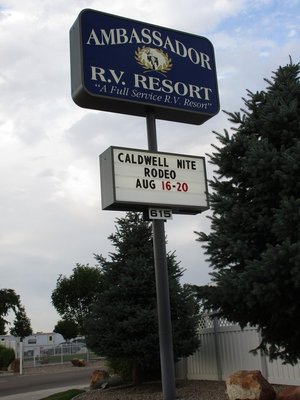 AMBASSADOR
R.V. RESORT
"A Full Service R.V. Resort"
CALDWELL NITE
RODEO
AUG 16-20
615